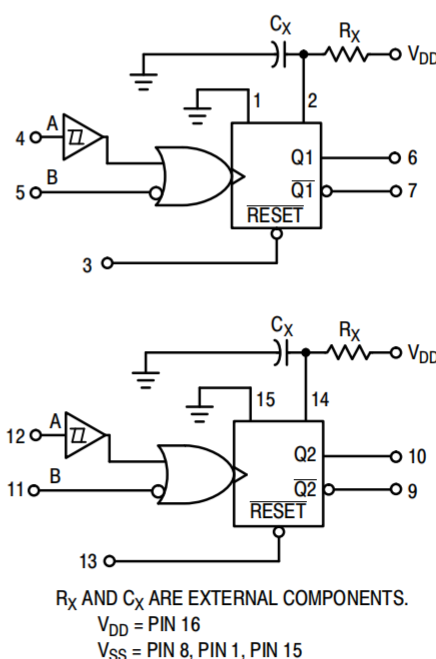 CX
RX
VDD
1
2
A
4
Q1
6
B
5
Q1
7
RESET
3
CX
RX
VDD
15
14
A
12
Q2
10
B
11
Q2
9
RESET
13
RX AND CX ARE EXTERNAL COMPONENTS.
VDD = PIN 16
VSS = PIN 8, PIN 1, PIN 15